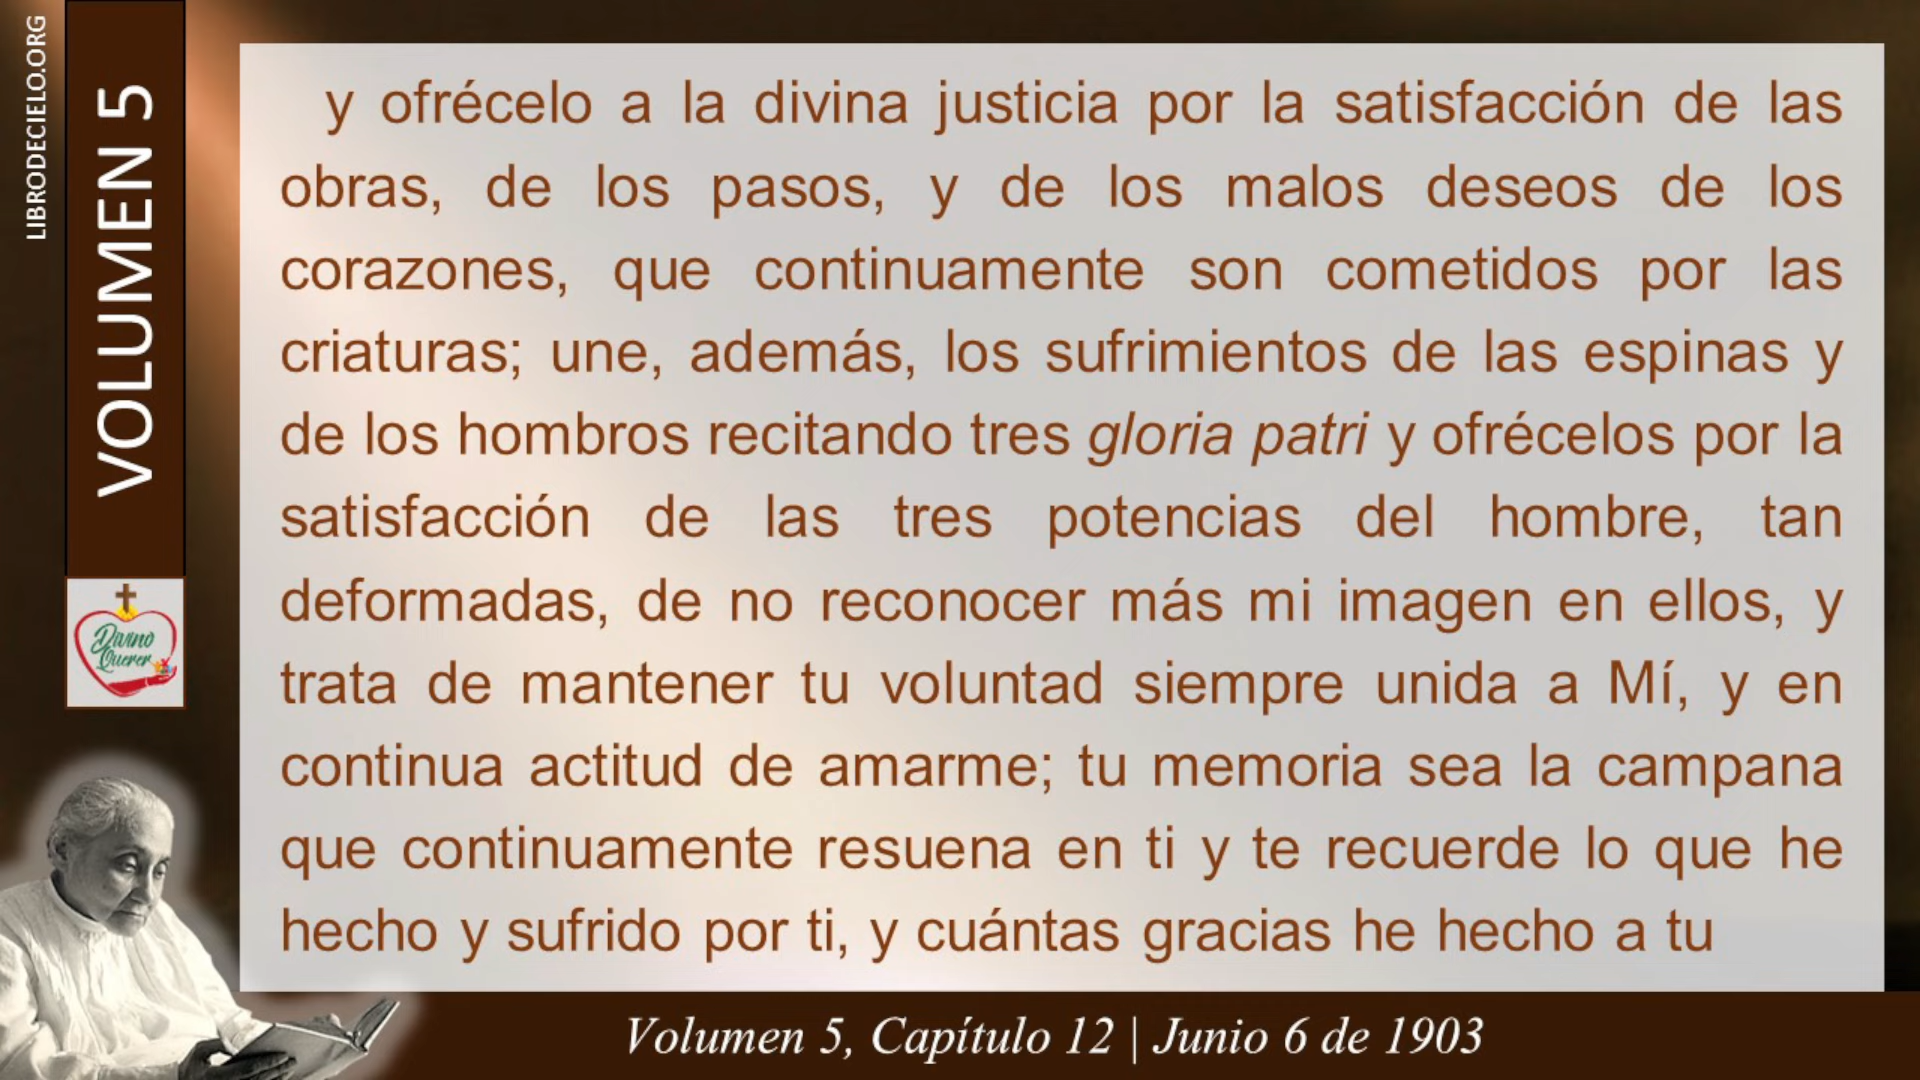 LIBRODECIELO.ORG
VOLUMEN 5
Divino
Querer
y ofrécelo a la divina justicia por la satisfacción de las
obras, de los pasos, y de los malos deseos de los
corazones, que continuamente son cometidos por las
criaturas; une, además, los sufrimientos de las espinas y
de los hombros recitando tres gloria patri y ofrécelos por la
satisfacción de las tres potencias del hombre, tan
deformadas, de no reconocer más mi imagen en ellos, y
trata de mantener tu voluntad siempre unida a Mí, y en
continua actitud de amarme; tu memoria sea la campana
que continuamente resuena en ti y te recuerde lo que he
hecho y sufrido por ti, y cuántas gracias he hecho a tu
Volumen 5, Capítulo 12 | Junio 6 de 1903